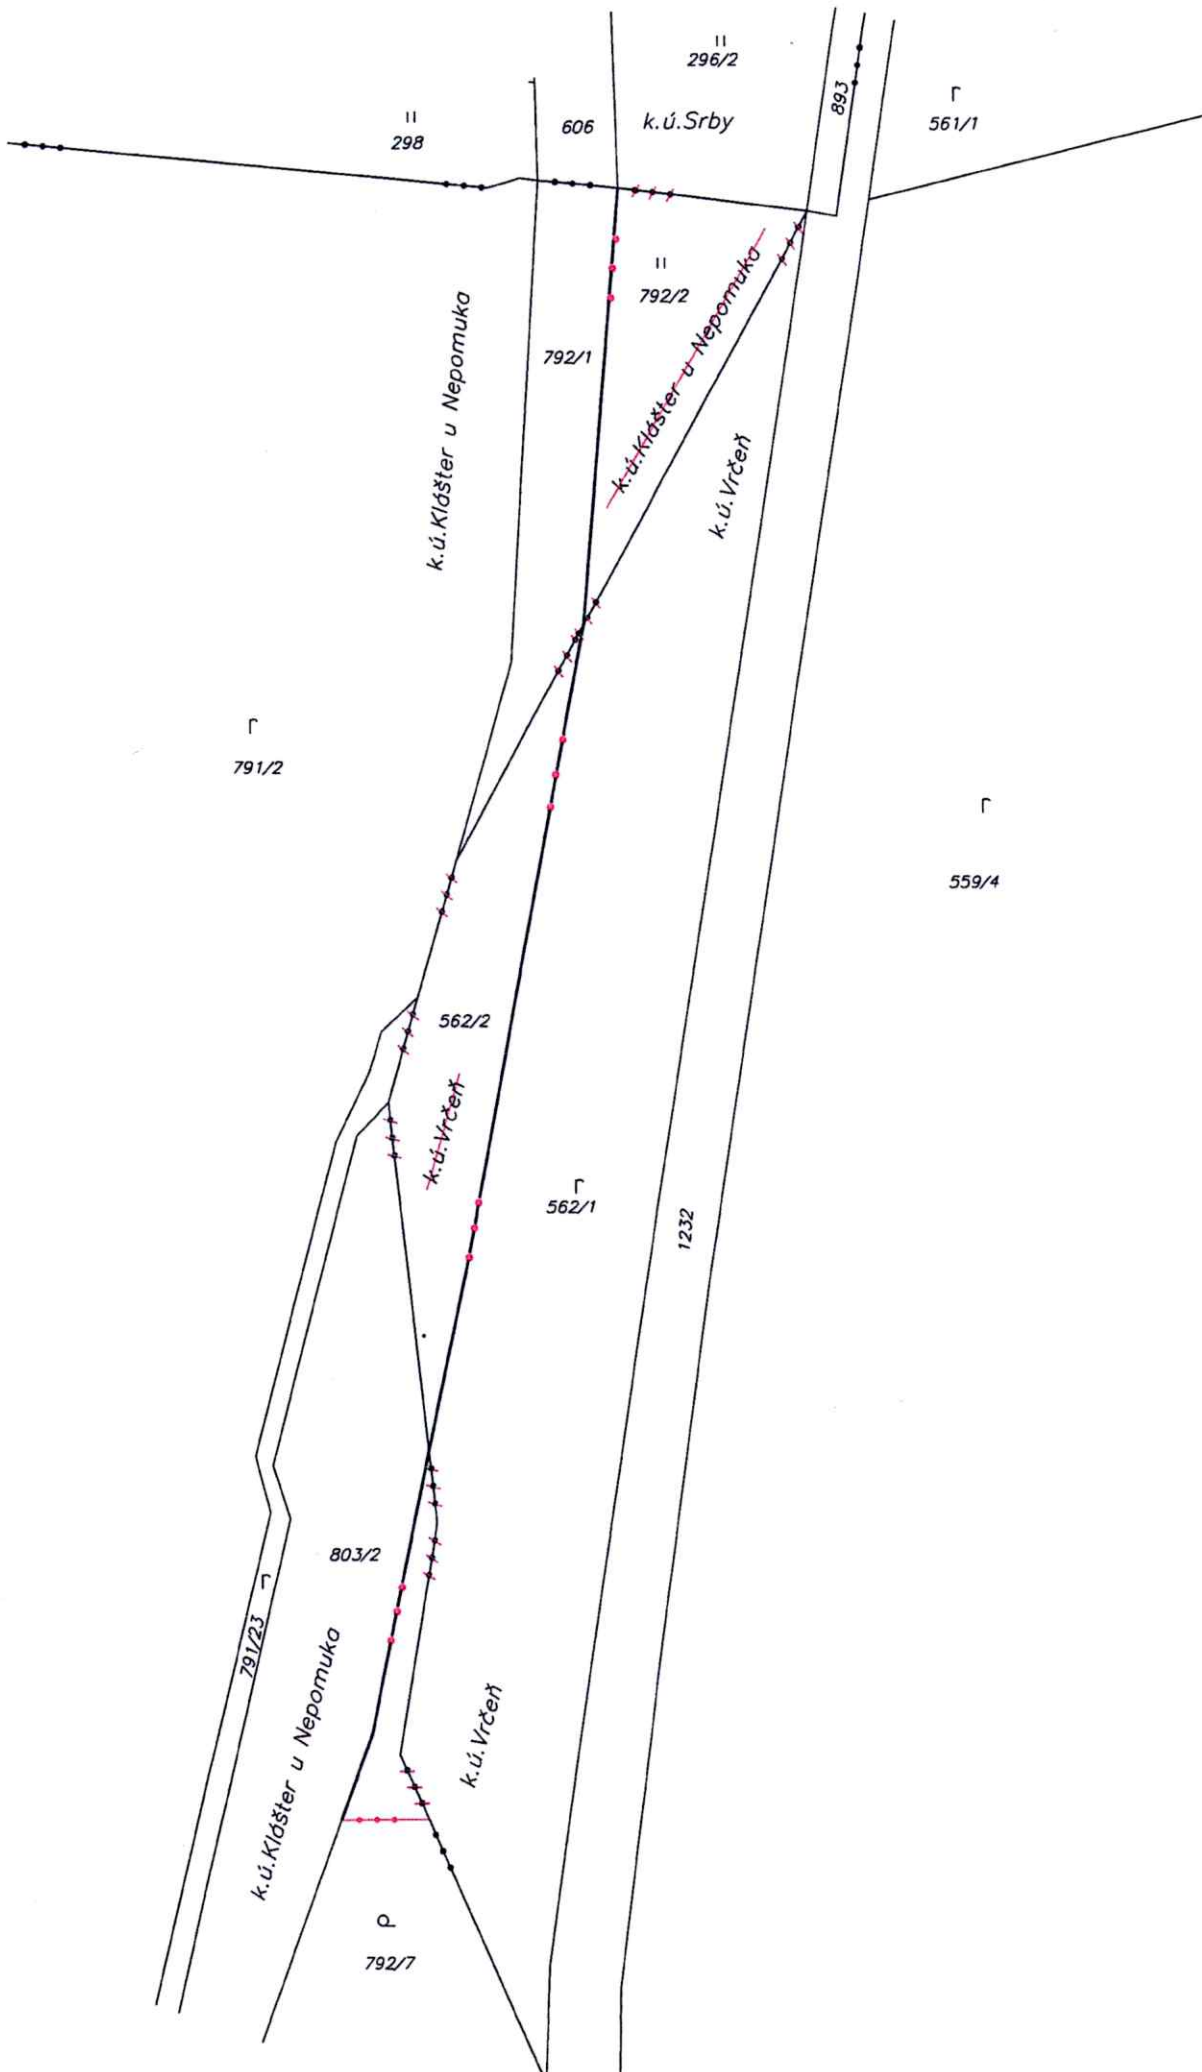 296/2
893
561/1
298
606
k.ú.Srby
792/2
k.ú.Klášter u Nepomuka
792/1
k.ú.Klášter u Nepomuka
k.ú.Vrčeň
791/2
559/4
562/2
k.ú.Vrčeň
562/1
1232
803/2
791/23
k.ú.Klášter u Nepomuka
k.ú.Vrčeň
792/7